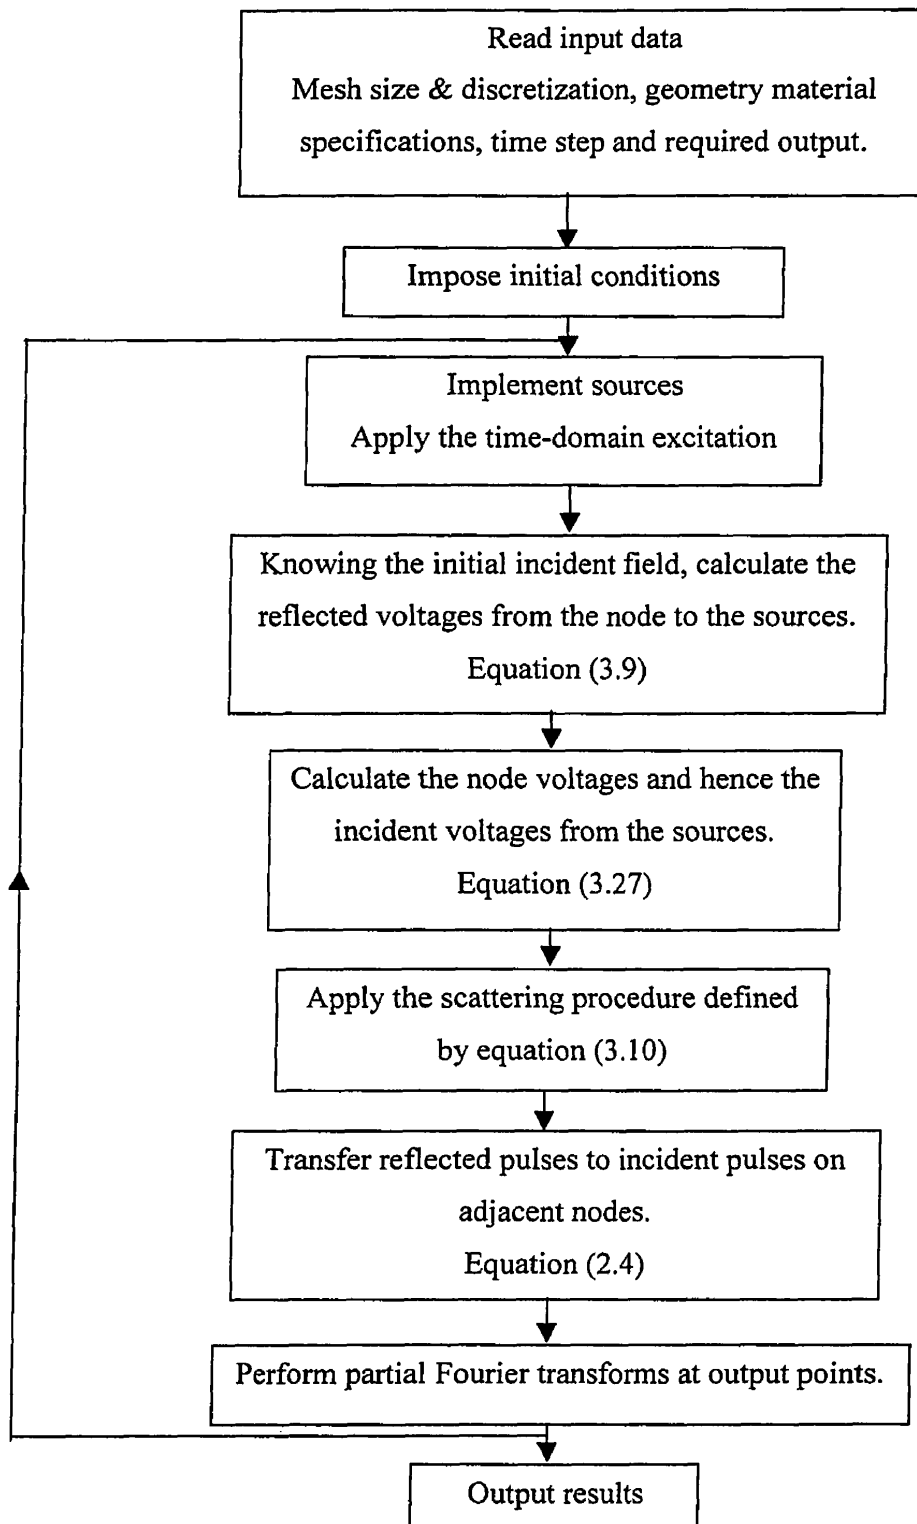 Read input data
Mesh size & discretization, geometry material
specifications, time step and required output.
Impose initial conditions
Implement sources
Apply the time-domain excitation
Knowing the initial incident field, calculate the
reflected voltages from the node to the sources.
Equation (3.9)
Calculate the node voltages and hence the
incident voltages from the sources.
Equation (3.27)
Apply the scattering procedure defined
by equation (3.10)
Transfer reflected pulses to incident pulses on
adjacent nodes.
Equation (2.4)
Perform partial Fourier transforms at output points.
Output results